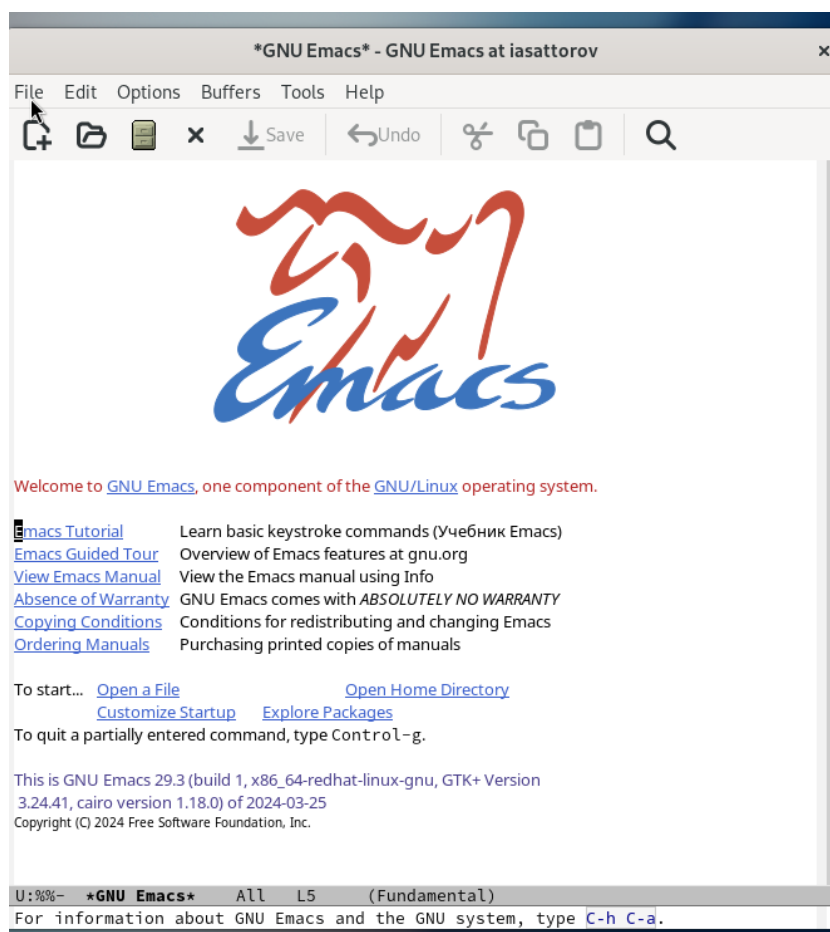 *GNU Emacs* - GNU Emacs at iasattorov
File Edit Options Buffers Tools Help
Save Undo
Emacs
Welcome to GNU Emacs, one component of the GNU/Linux operating system.
Emacs Tutorial Learn basic keystroke commands (Учебник Emacs)
Emacs Guided Tour Overview of Emacs features at gnu.org
View Emacs Manual View the Emacs manual using Info
Absence of Warranty GNU Emacs comes with ABSOLUTELY NO WARRANTY
Copying Conditions Conditions for redistributing and changing Emacs
Ordering Manuals Purchasing printed copies of manuals
To start... Open a File Open Home Directory
Customize Startup Explore Packages
To quit a partially entered command, type Control-g.
This is GNU Emacs 29.3 (build 1, x86_64-redhat-linux-gnu, GTK+ Version
3.24.41, cairo version 1.18.0) of 2024-03-25
Copyright (C) 2024 Free Software Foundation, Inc.
U:%%- *GNU Emacs* All L5 (Fundamental)
For information about GNU Emacs and the GNU system, type C-h C-a.